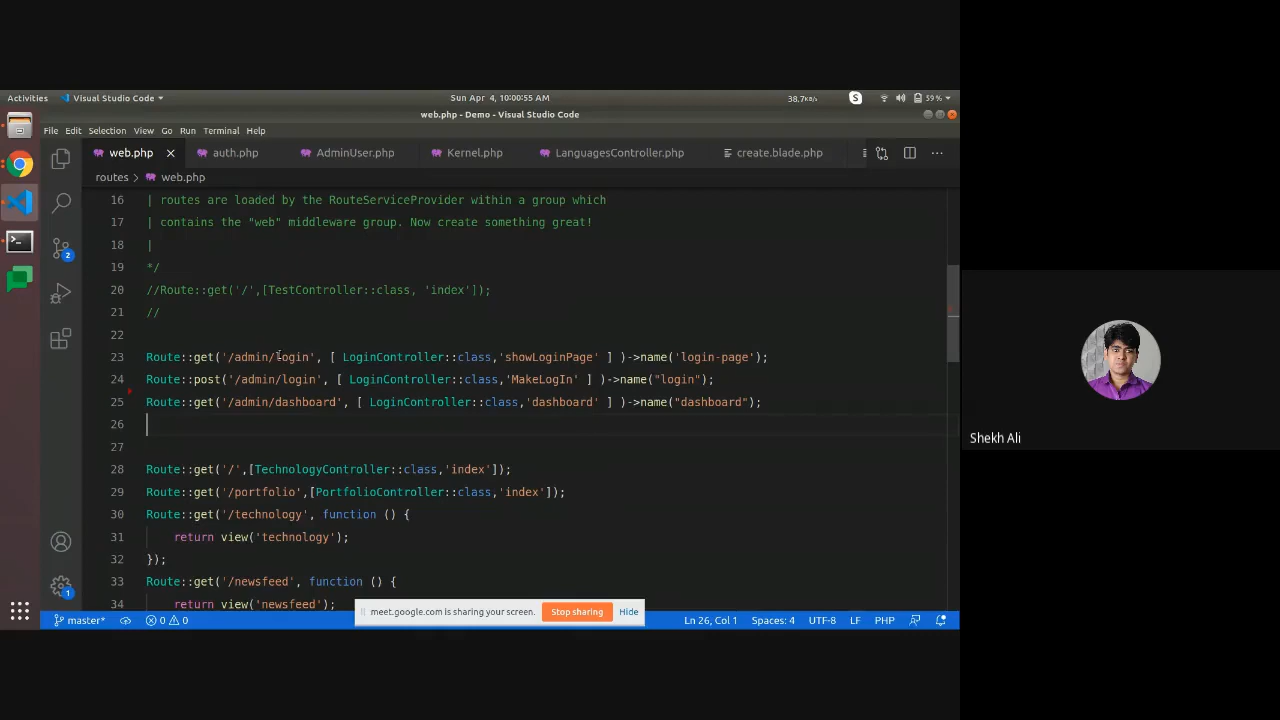 Activities
Visual Studio Code
Sun Apr 4, 10:00:55 AM
38.7KB/s
S
59%
web.php - Demo - Visual Studio Code
File Edit Selection View Go Run Terminal Help
web.php
auth.php
AdminUser.php
Kernel.php
LanguagesController.php
create.blade.php
routes > web.php
16 | routes are loaded by the RouteServiceProvider within a group which
17 | contains the "web" middleware group. Now create something great!
18 |
19 */
20 //Route::get('/',[TestController::class, 'index']);
21 //
22
23 Route::get('/admin/login', [ LoginController::class,'showLoginPage' ] )->name('login-page');
24 Route::post('/admin/login', [ LoginController::class,'MakeLogIn' ] )->name("login");
25 Route::get('/admin/dashboard', [ LoginController::class,'dashboard' ] )->name("dashboard");
26
27
28 Route::get('/',[TechnologyController::class,'index']);
29 Route::get('/portfolio',[PortfolioController::class,'index']);
30 Route::get('/technology', function () {
31 return view('technology');
32 });
33 Route::get('/newsfeed', function () {
34 return view('newsfeed');
2
1
meet.google.com is sharing your screen.
Stop sharing
Hide
master*
0 0
Ln 26, Col 1
Spaces: 4
UTF-8
LF
PHP
Shekh Ali